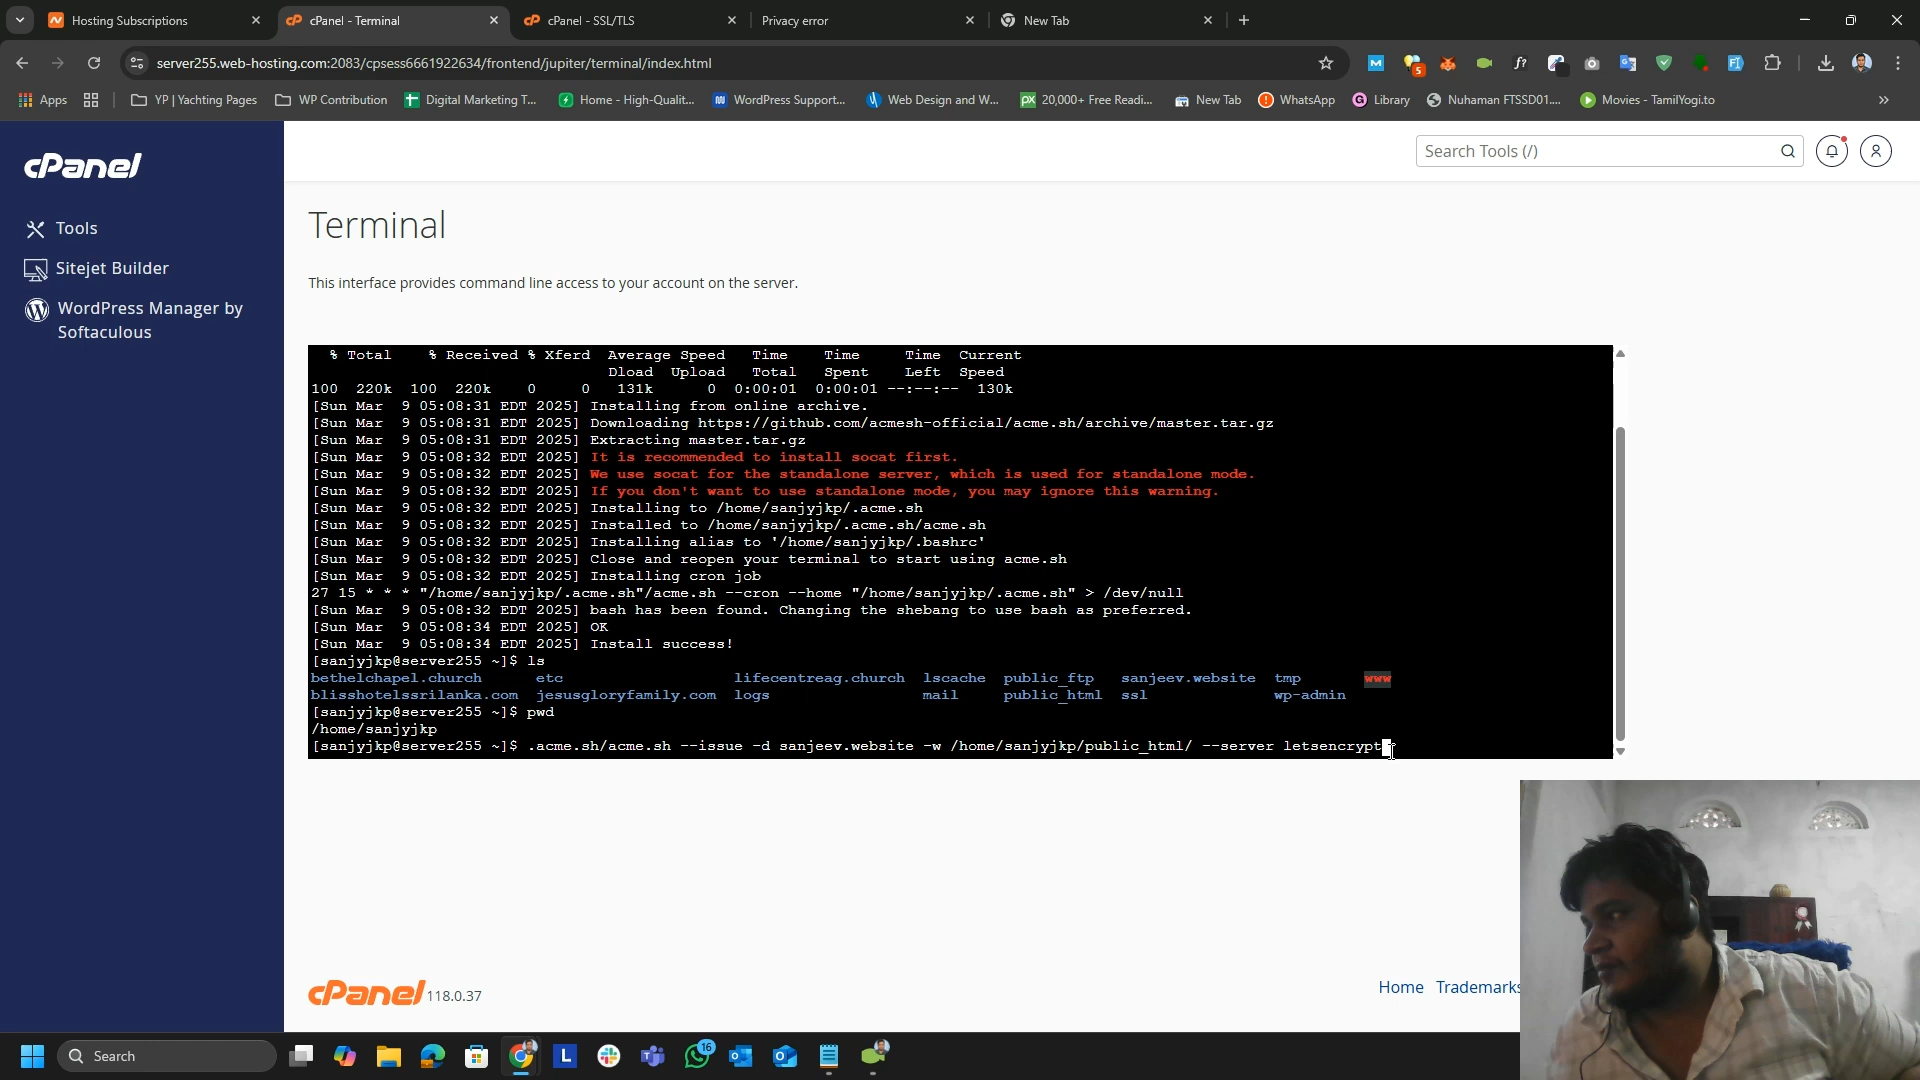 Hosting Subscriptions
cPanel - Terminal
cPanel - SSL/TLS
Privacy error
New Tab
server255.web-hosting.com:2083/cpsess6661922634/frontend/jupiter/terminal/index.html
Apps
YP | Yachting Pages
WP Contribution
Digital Marketing T...
Home - High-Qualit...
WordPress Support...
Web Design and W...
20,000+ Free Readi...
New Tab
WhatsApp
Library
Nuhaman FTSSD01....
Movies - TamilYogi.to
cPanel
Search Tools (/)
Tools
Sitejet Builder
WordPress Manager by
Softaculous
Terminal
This interface provides command line access to your account on the server.
% Total % Received % Xferd Average Speed Time Time Time Current
Dload Upload Total Spent Left Speed
100 220k 100 220k 0 0 131k 0 0:00:01 0:00:01 --:--:-- 130k
[Sun Mar 9 05:08:31 EDT 2025] Installing from online archive.
[Sun Mar 9 05:08:31 EDT 2025] Downloading https://github.com/acmesh-official/acme.sh/archive/master.tar.gz
[Sun Mar 9 05:08:31 EDT 2025] Extracting master.tar.gz
[Sun Mar 9 05:08:32 EDT 2025] It is recommended to install socat first.
[Sun Mar 9 05:08:32 EDT 2025] We use socat for the standalone server, which is used for standalone mode.
[Sun Mar 9 05:08:32 EDT 2025] If you don't want to use standalone mode, you may ignore this warning.
[Sun Mar 9 05:08:32 EDT 2025] Installing to /home/sanjyjkp/.acme.sh
[Sun Mar 9 05:08:32 EDT 2025] Installed to /home/sanjyjkp/.acme.sh/acme.sh
[Sun Mar 9 05:08:32 EDT 2025] Installing alias to '/home/sanjyjkp/.bashrc'
[Sun Mar 9 05:08:32 EDT 2025] Close and reopen your terminal to start using acme.sh
[Sun Mar 9 05:08:32 EDT 2025] Installing cron job
27 15 * * * "/home/sanjyjkp/.acme.sh"/acme.sh --cron --home "/home/sanjyjkp/.acme.sh" > /dev/null
[Sun Mar 9 05:08:32 EDT 2025] bash has been found. Changing the shebang to use bash as preferred.
[Sun Mar 9 05:08:34 EDT 2025] OK
[Sun Mar 9 05:08:34 EDT 2025] Install success!
[sanjyjkp@server255 ~]$ ls
bethelchapel.church etc lifecentreag.church lscache public_ftp sanjeev.website tmp www
blisshotelssrilanka.com jesusgloryfamily.com logs mail public_html ssl wp-admin
[sanjyjkp@server255 ~]$ pwd
/home/sanjyjkp
[sanjyjkp@server255 ~]$ .acme.sh/acme.sh --issue -d sanjeev.website -w /home/sanjyjkp/public_html/ --server letsencrypt
cPanel 118.0.37
Home Trademarks
Search
16